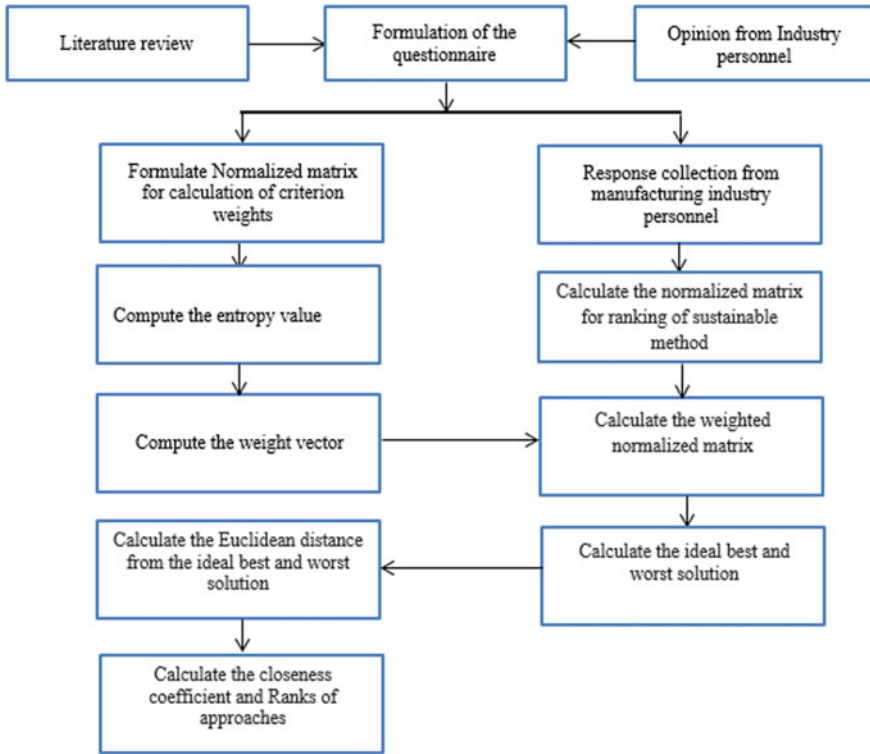 Literature review
Formulation of the
questionnaire
Opinion from Industry
personnel
Formulate Normalized matrix
for calculation of criterion
weights
Response collection from
manufacturing industry
personnel
Compute the entropy value
Calculate the normalized matrix
for ranking of sustainable
method
Compute the weight vector
Calculate the weighted
normalized matrix
Calculate the Euclidean distance
from the ideal best and worst
solution
Calculate the ideal best and
worst solution
Calculate the closeness
coefficient and Ranks of
approaches